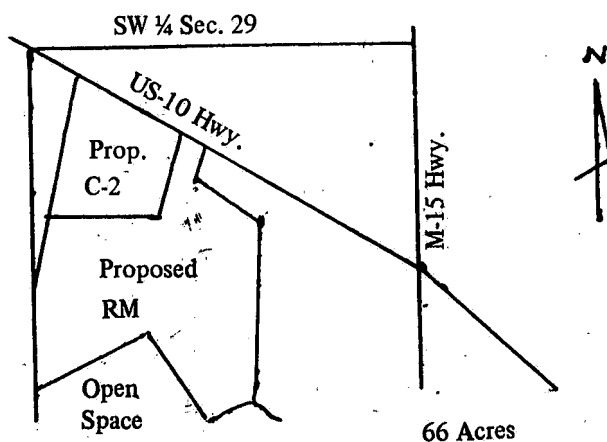 SW ¼ Sec. 29
N
US-10 Hwy.
Prop.
C-2
M-15 Hwy.
Proposed
RM
Open
Space
66 Acres